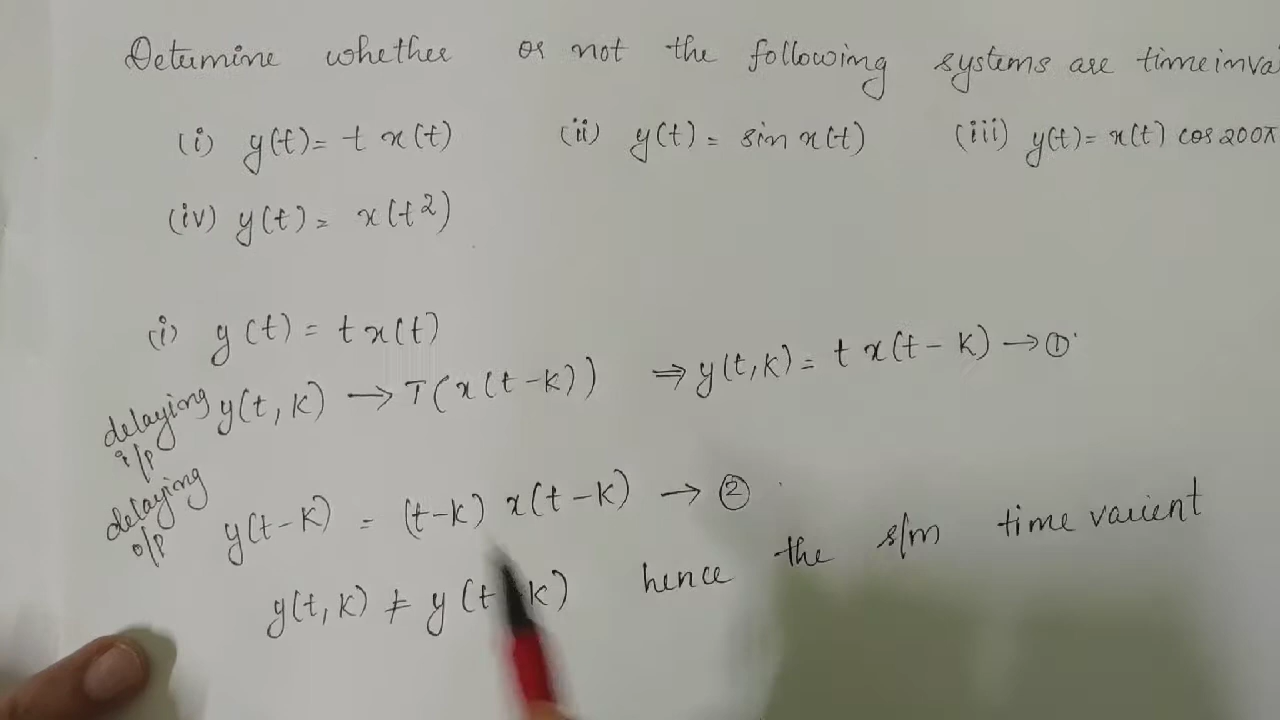 Determine whether or not the following systems are timeinva
(i) y(t)= t x(t) (ii) y(t) = sin x(t) (iii) y(t)= x(t) cos 200π
(iv) y(t) = x(t²)
(i) y(t) = t x(t)
delaying i/p y(t, k) → T(x(t-k)) ⇒ y(t,k) = t x(t-k) → ①
delaying o/p y(t-k) = (t-k) x(t-k) → ②
y(t,k) ≠ y(t k) hence the s/m time varient